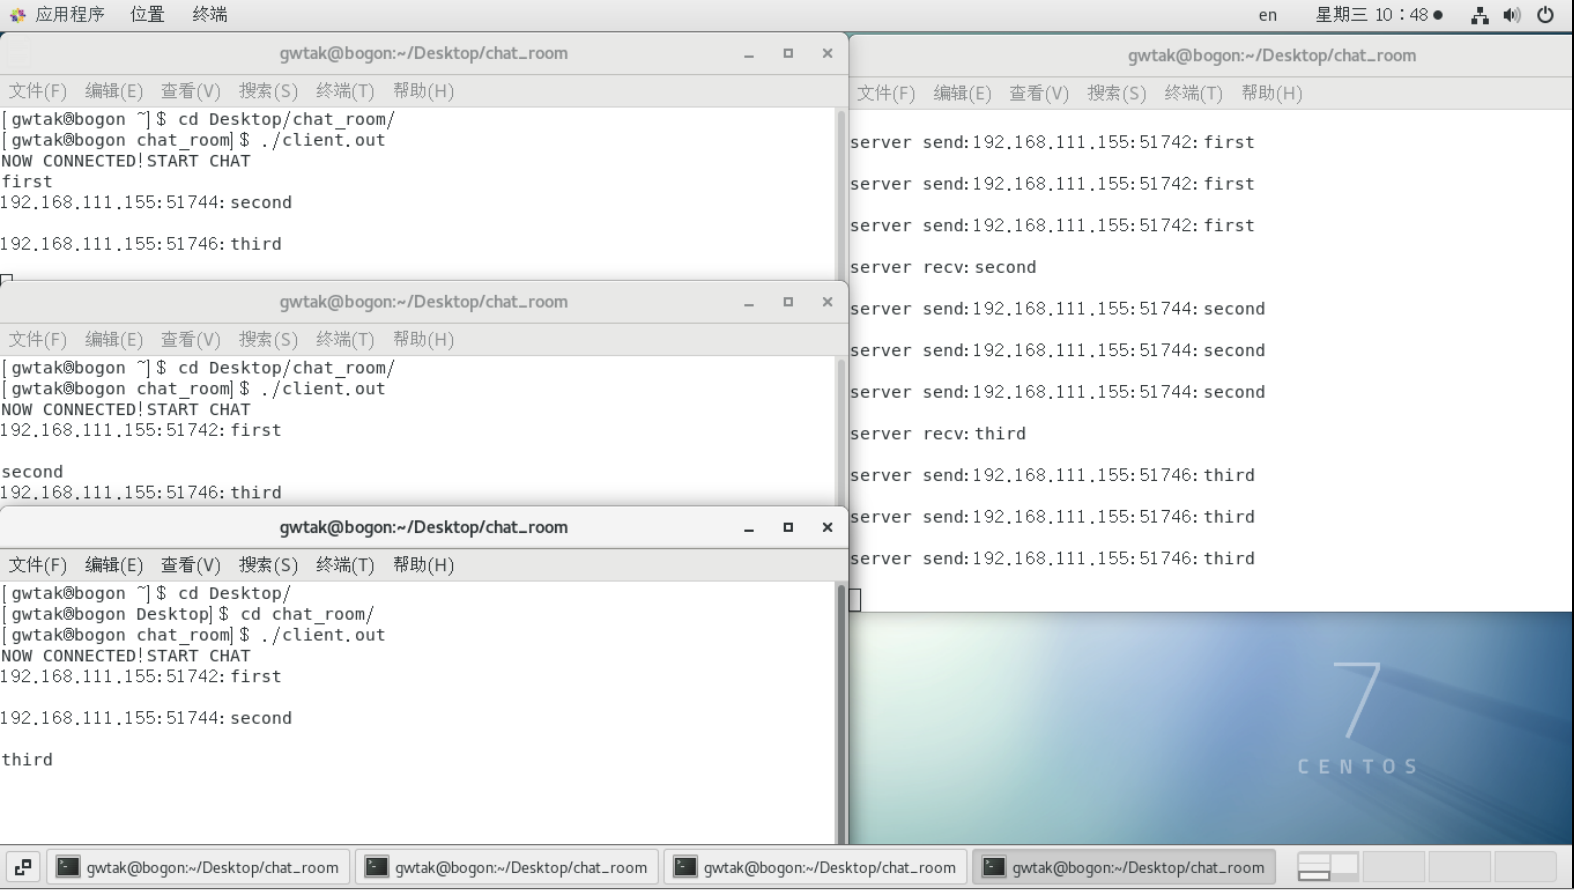 应用程序 位置 终端 en 星期三 10：48
gwtak@bogon:~/Desktop/chat_room
文件(F) 编辑(E) 查看(V) 搜索(S) 终端(T) 帮助(H)
[gwtak@bogon ~]$ cd Desktop/chat_room/
[gwtak@bogon chat_room]$ ./client.out
NOW CONNECTED!START CHAT
first
192.168.111.155:51744:second
192.168.111.155:51746:third
gwtak@bogon:~/Desktop/chat_room
文件(F) 编辑(E) 查看(V) 搜索(S) 终端(T) 帮助(H)
[gwtak@bogon ~]$ cd Desktop/chat_room/
[gwtak@bogon chat_room]$ ./client.out
NOW CONNECTED!START CHAT
192.168.111.155:51742:first
second
192.168.111.155:51746:third
gwtak@bogon:~/Desktop/chat_room
文件(F) 编辑(E) 查看(V) 搜索(S) 终端(T) 帮助(H)
[gwtak@bogon ~]$ cd Desktop/
[gwtak@bogon Desktop]$ cd chat_room/
[gwtak@bogon chat_room]$ ./client.out
NOW CONNECTED!START CHAT
192.168.111.155:51742:first
192.168.111.155:51744:second
third
gwtak@bogon:~/Desktop/chat_room
文件(F) 编辑(E) 查看(V) 搜索(S) 终端(T) 帮助(H)
server send:192.168.111.155:51742:first
server send:192.168.111.155:51742:first
server send:192.168.111.155:51742:first
server recv:second
server send:192.168.111.155:51744:second
server send:192.168.111.155:51744:second
server send:192.168.111.155:51744:second
server recv:third
server send:192.168.111.155:51746:third
server send:192.168.111.155:51746:third
server send:192.168.111.155:51746:third
7
CENTOS
gwtak@bogon:~/Desktop/chat_room gwtak@bogon:~/Desktop/chat_room gwtak@bogon:~/Desktop/chat_room gwtak@bogon:~/Desktop/chat_room